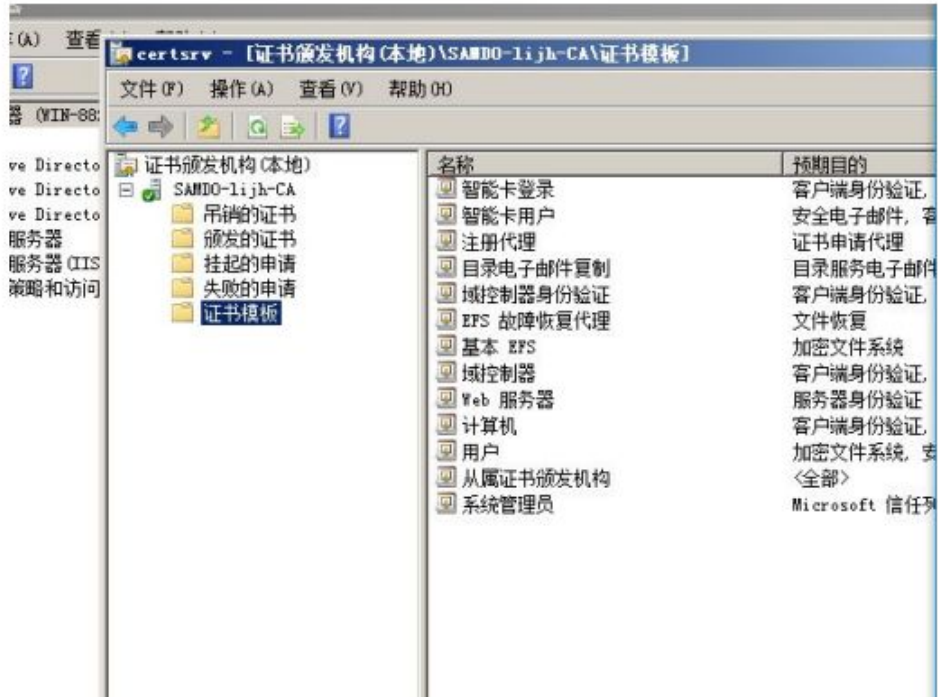 (A) 查看
certsrv - [证书颁发机构(本地)\SAMDO-lijh-CA\证书模板]
文件(F) 操作(A) 查看(V) 帮助(H)
器 (WIN-88
ve Directo
ve Directo
ve Directo
服务器
服务器(IIS
策略和访问
证书颁发机构(本地)
SAMDO-lijh-CA
吊销的证书
颁发的证书
挂起的申请
失败的申请
证书模板
名称 预期目的
智能卡登录 客户端身份验证,
智能卡用户 安全电子邮件, 客
注册代理 证书申请代理
目录电子邮件复制 目录服务电子邮件
域控制器身份验证 客户端身份验证,
EFS 故障恢复代理 文件恢复
基本 EFS 加密文件系统
域控制器 客户端身份验证,
Web 服务器 服务器身份验证
计算机 客户端身份验证,
用户 加密文件系统, 安
从属证书颁发机构 <全部>
系统管理员 Microsoft 信任列